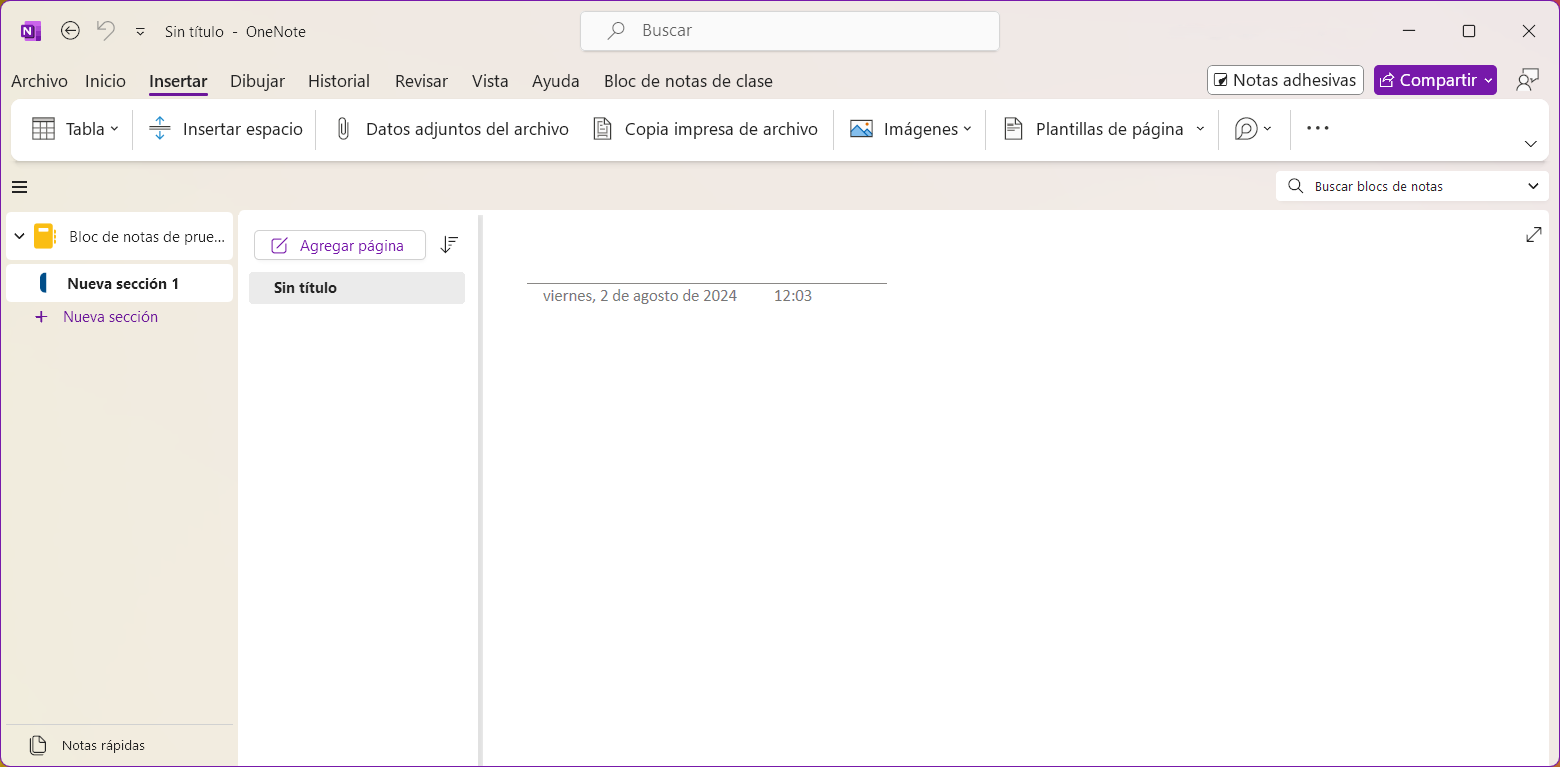 Sin título - OneNote
Buscar
Archivo Inicio Insertar Dibujar Historial Revisar Vista Ayuda Bloc de notas de clase
Notas adhesivas Compartir
Tabla Insertar espacio Datos adjuntos del archivo Copia impresa de archivo Imágenes Plantillas de página
Buscar blocs de notas
Bloc de notas de prue...
Nueva sección 1
Nueva sección
Notas rápidas
Agregar página
Sin título
viernes, 2 de agosto de 2024 12:03